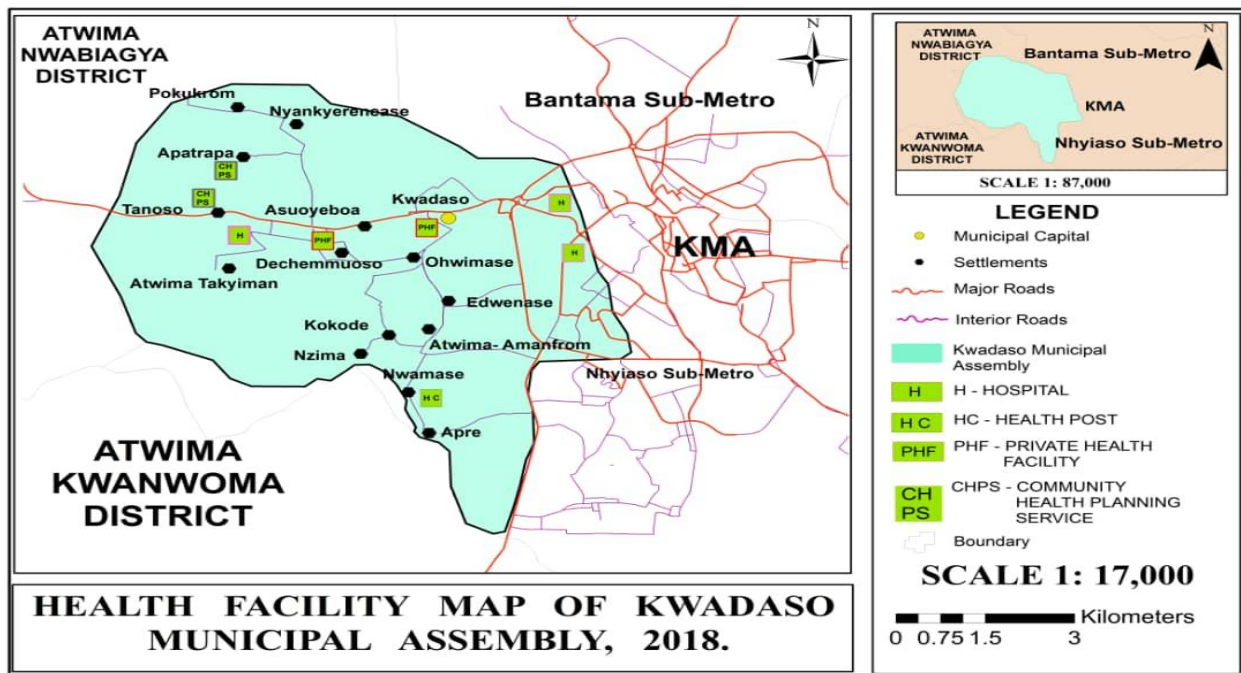 ATWIMA
NWABIAGYA
DISTRICT
N
Pokukrom
Nyankyerenease
Bantama Sub-Metro
Apatrapa
CH
PS
CH
PS
Tanoso
Asuoyeboa
Kwadaso
H
H
PHF
PHF
H
KMA
Dechemmuoso
Ohwimase
Atwima Takyiman
Edwenase
Kokode
Atwima- Amanfrom
Nzima
Nwamase
Nhyiaso Sub-Metro
H C
Apre
ATWIMA
KWANWOMA
DISTRICT
HEALTH FACILITY MAP OF KWADASO
MUNICIPAL ASSEMBLY, 2018.
N
ATWIMA
NWABIAGYA
DISTRICT
Bantama Sub-Metro
KMA
ATWIMA
KWANWOMA
DISTRICT
Nhyiaso Sub-Metro
SCALE 1: 87,000
LEGEND
Municipal Capital
Settlements
Major Roads
Interior Roads
Kwadaso Municipal
Assembly
H
H - HOSPITAL
H C
HC - HEALTH POST
PHF
PHF - PRIVATE HEALTH
FACILITY
CH
PS
CHPS - COMMUNITY
HEALTH PLANNING
SERVICE
Boundary
SCALE 1: 17,000
Kilometers
0 0.75 1.5 3